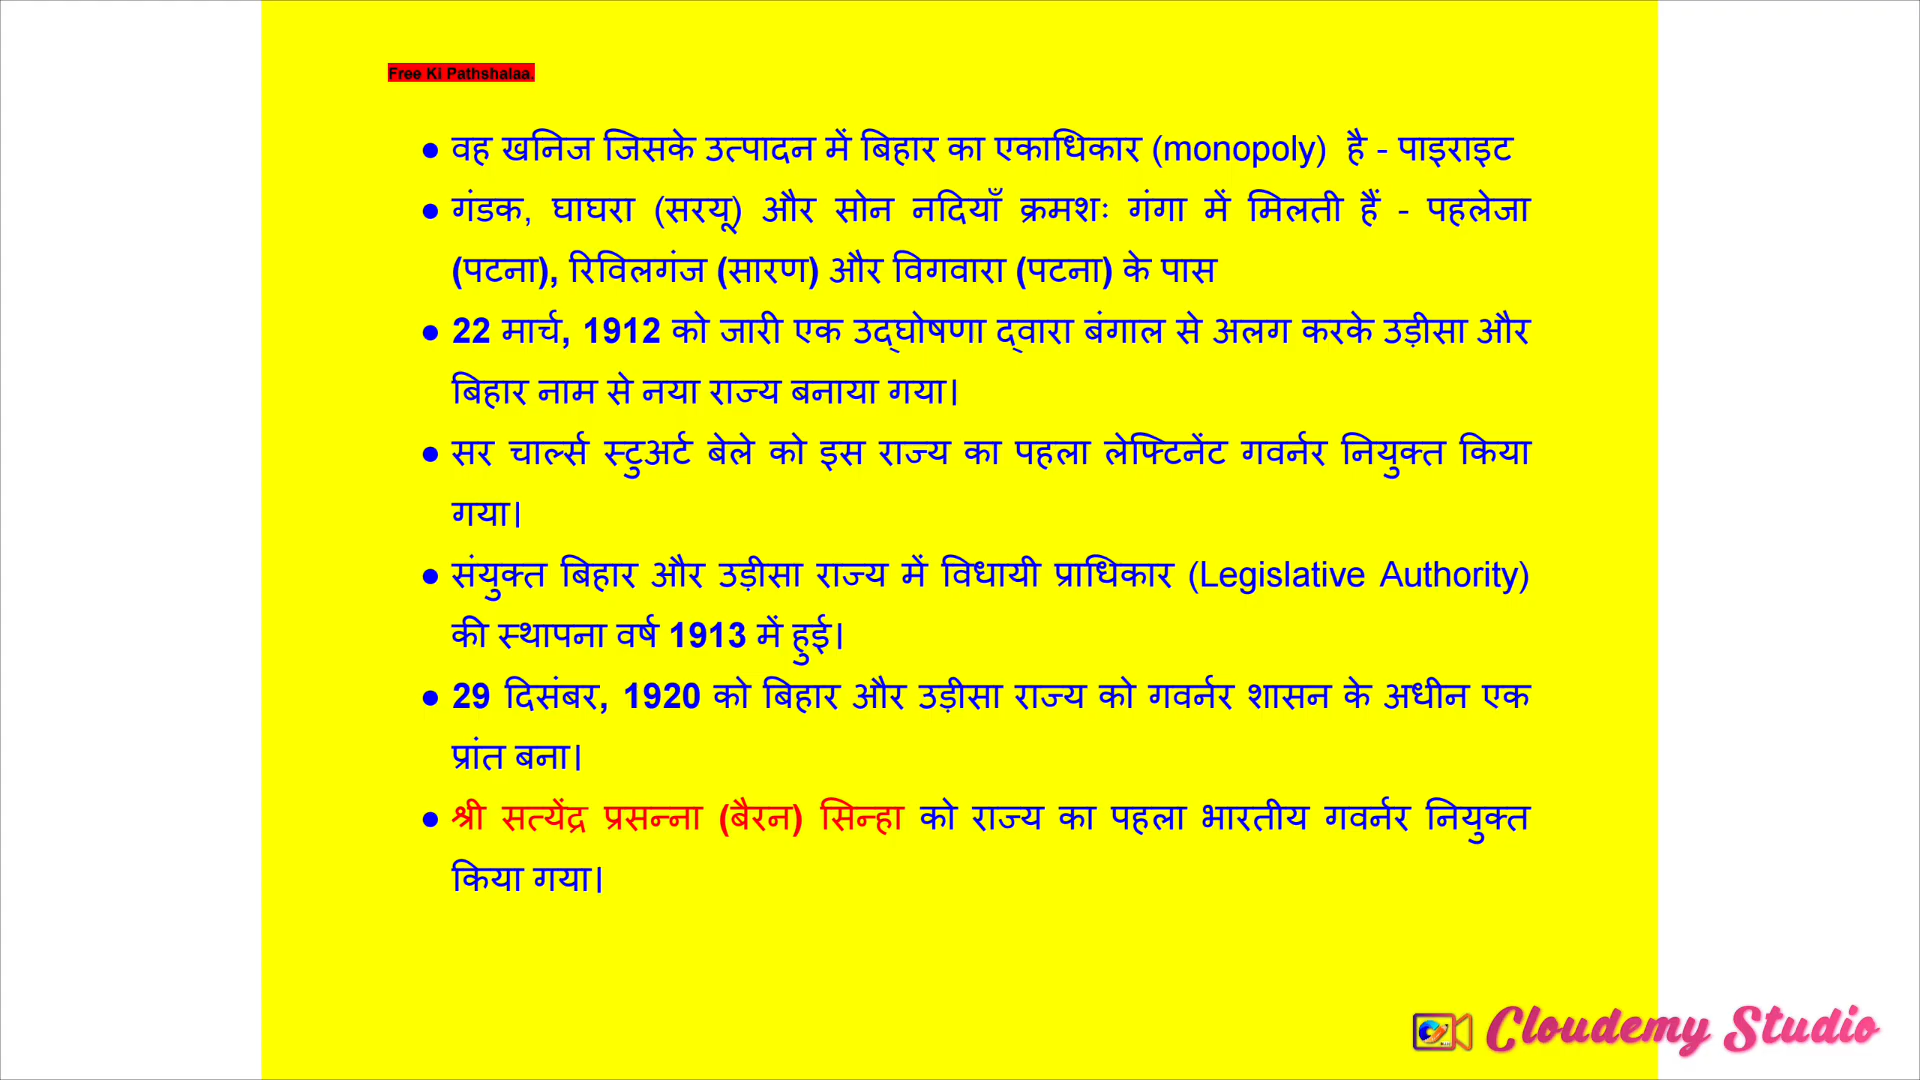 Free Ki Pathshalaa.
● वह खनिज जिसके उत्पादन में बिहार का एकाधिकार (monopoly) है - पाइराइट
● गंडक, घाघरा (सरयू) और सोन नदियाँ क्रमशः गंगा में मिलती हैं - पहलेजा
(पटना), रिविलगंज (सारण) और विगवारा (पटना) के पास
● 22 मार्च, 1912 को जारी एक उद्घोषणा द्वारा बंगाल से अलग करके उड़ीसा और
बिहार नाम से नया राज्य बनाया गया।
● सर चार्ल्स स्टुअर्ट बेले को इस राज्य का पहला लेफ्टिनेंट गवर्नर नियुक्त किया
गया।
● संयुक्त बिहार और उड़ीसा राज्य में विधायी प्राधिकार (Legislative Authority)
की स्थापना वर्ष 1913 में हुई।
● 29 दिसंबर, 1920 को बिहार और उड़ीसा राज्य को गवर्नर शासन के अधीन एक
प्रांत बना।
● श्री सत्येंद्र प्रसन्ना (बैरन) सिन्हा को राज्य का पहला भारतीय गवर्नर नियुक्त
किया गया।
Cloudemy Studio